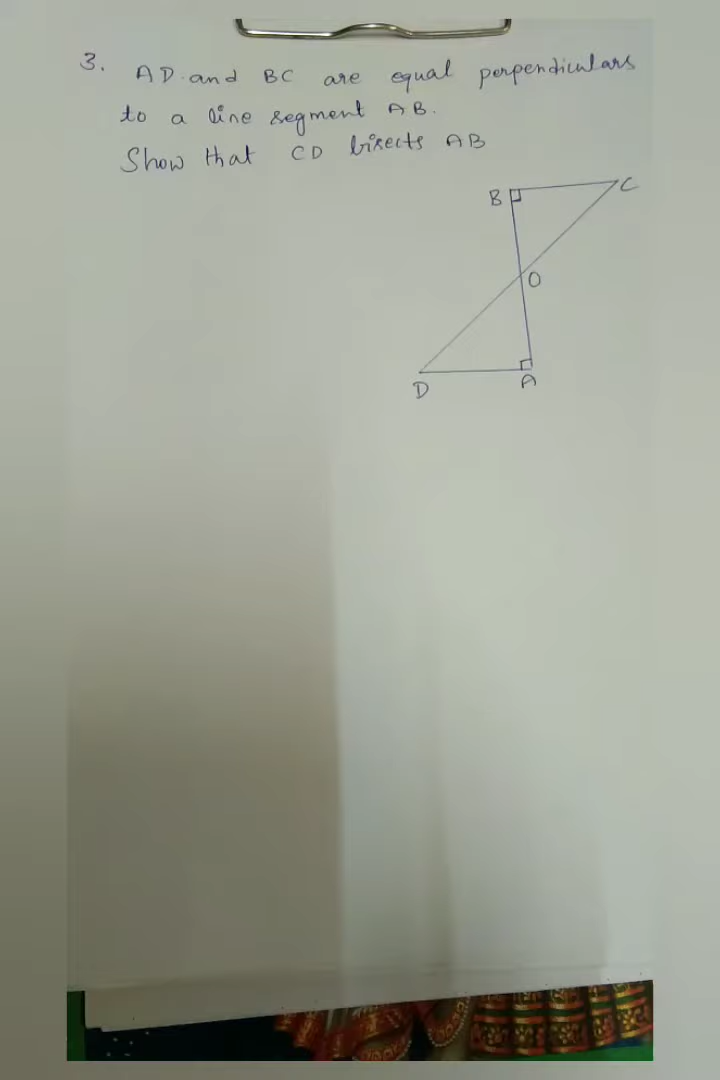 3. AD and BC are equal perpendiculars
to a line segment AB.
Show that CD bisects AB
B C
O
D A